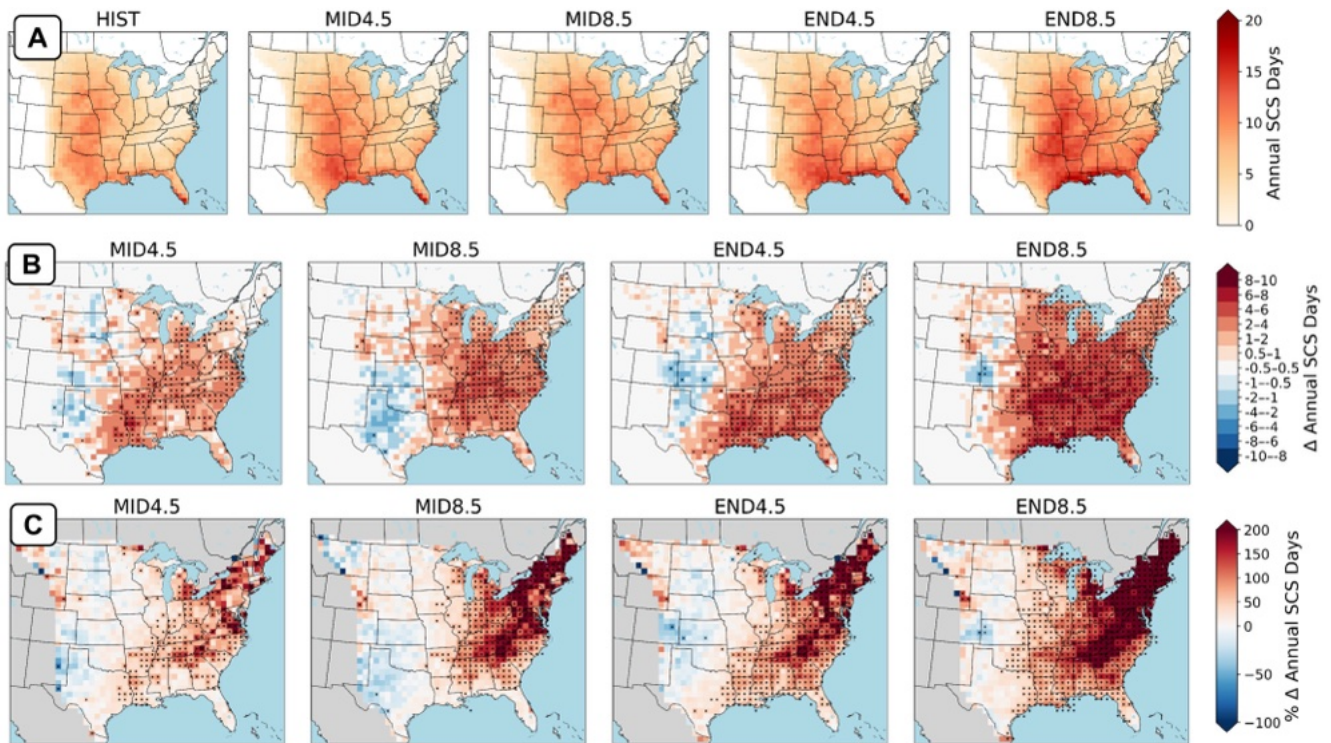 A
HIST
MID4.5
MID8.5
END4.5
END8.5
20
15
10
5
0
Annual SCS Days
B
MID4.5
MID8.5
END4.5
END8.5
8-10
6-8
4-6
2-4
1-2
0.5-1
-0.5-0.5
-1--0.5
-2--1
-4--2
-6--4
-8--6
-10--8
Δ Annual SCS Days
C
MID4.5
MID8.5
END4.5
END8.5
200
150
100
50
0
−50
−100
% Δ Annual SCS Days